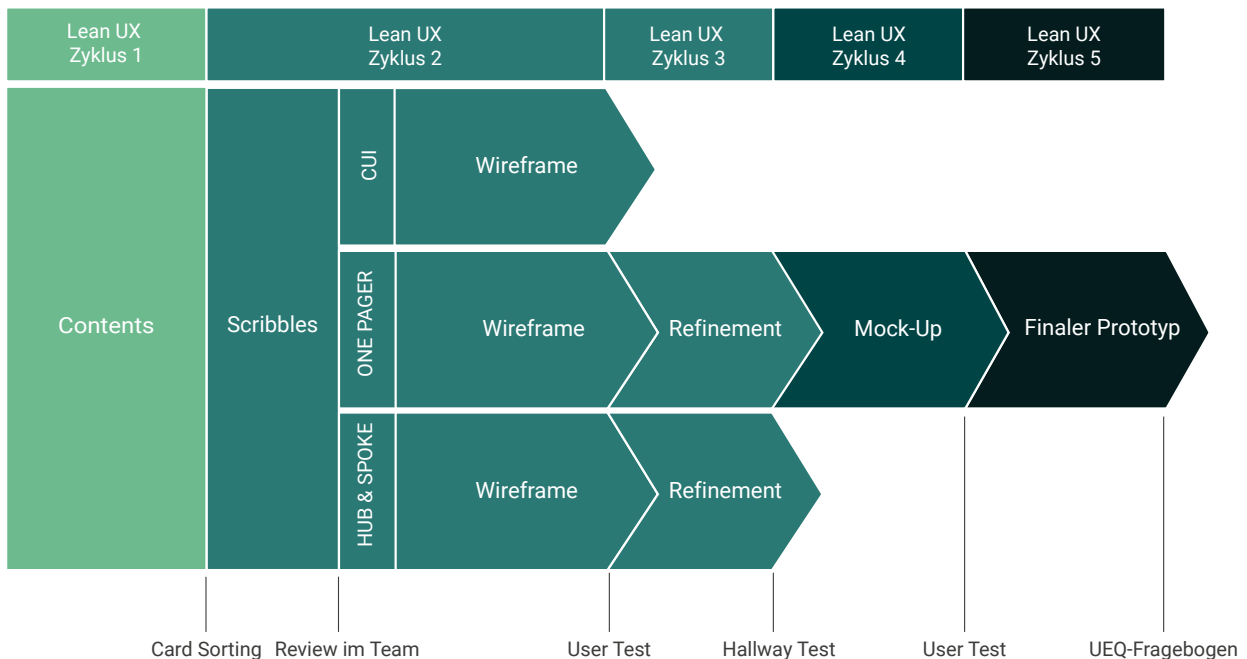 Lean UX
Zyklus 1
Lean UX
Zyklus 2
Lean UX
Zyklus 3
Lean UX
Zyklus 4
Lean UX
Zyklus 5
Contents
Scribbles
CUI
Wireframe
ONE PAGER
Wireframe
Refinement
Mock-Up
Finaler Prototyp
HUB & SPOKE
Wireframe
Refinement
Card Sorting
Review im Team
User Test
Hallway Test
User Test
UEQ-Fragebogen